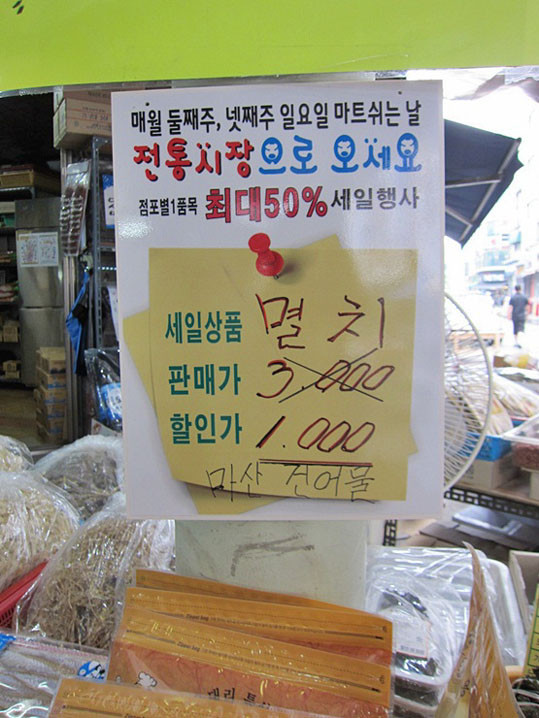 매월 둘째주, 넷째주 일요일 마트쉬는 날
전통시장으로 오세요
점포별1품목 최대50% 세일행사
세일상품 멸치
판매가 3.000
할인가 1.000
마산 건어물